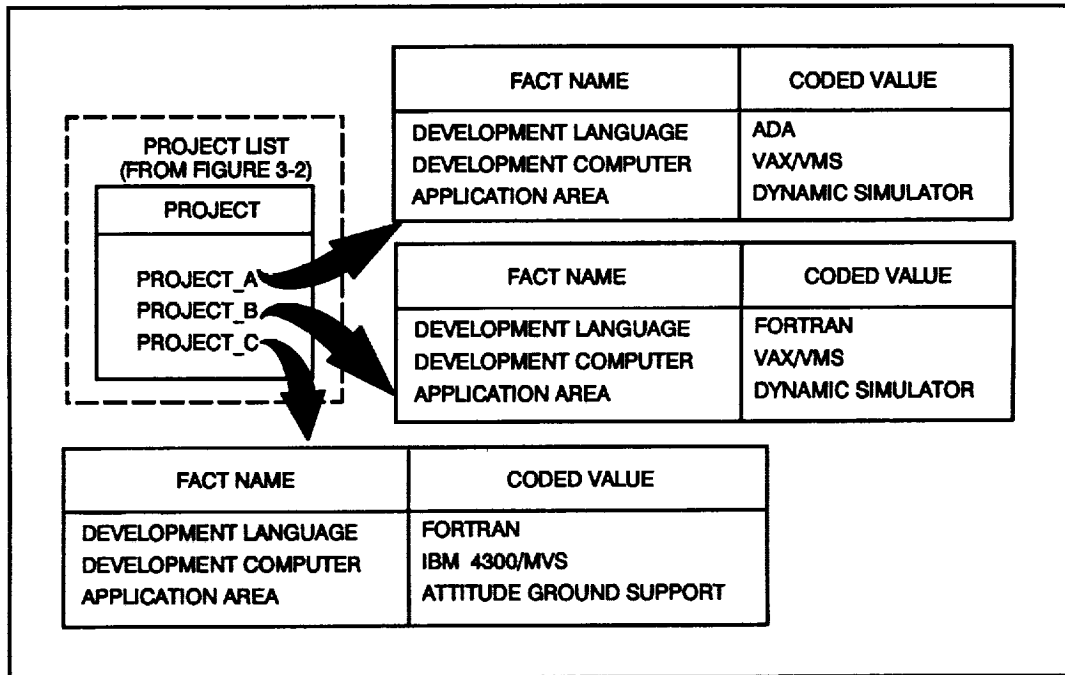 PROJECT LIST
(FROM FIGURE 3-2)
PROJECT
PROJECT_A
PROJECT_B
PROJECT_C
FACT NAME CODED VALUE
DEVELOPMENT LANGUAGE ADA
DEVELOPMENT COMPUTER VAX/VMS
APPLICATION AREA DYNAMIC SIMULATOR
FACT NAME CODED VALUE
DEVELOPMENT LANGUAGE FORTRAN
DEVELOPMENT COMPUTER VAX/VMS
APPLICATION AREA DYNAMIC SIMULATOR
FACT NAME CODED VALUE
DEVELOPMENT LANGUAGE FORTRAN
DEVELOPMENT COMPUTER IBM 4300/MVS
APPLICATION AREA ATTITUDE GROUND SUPPORT